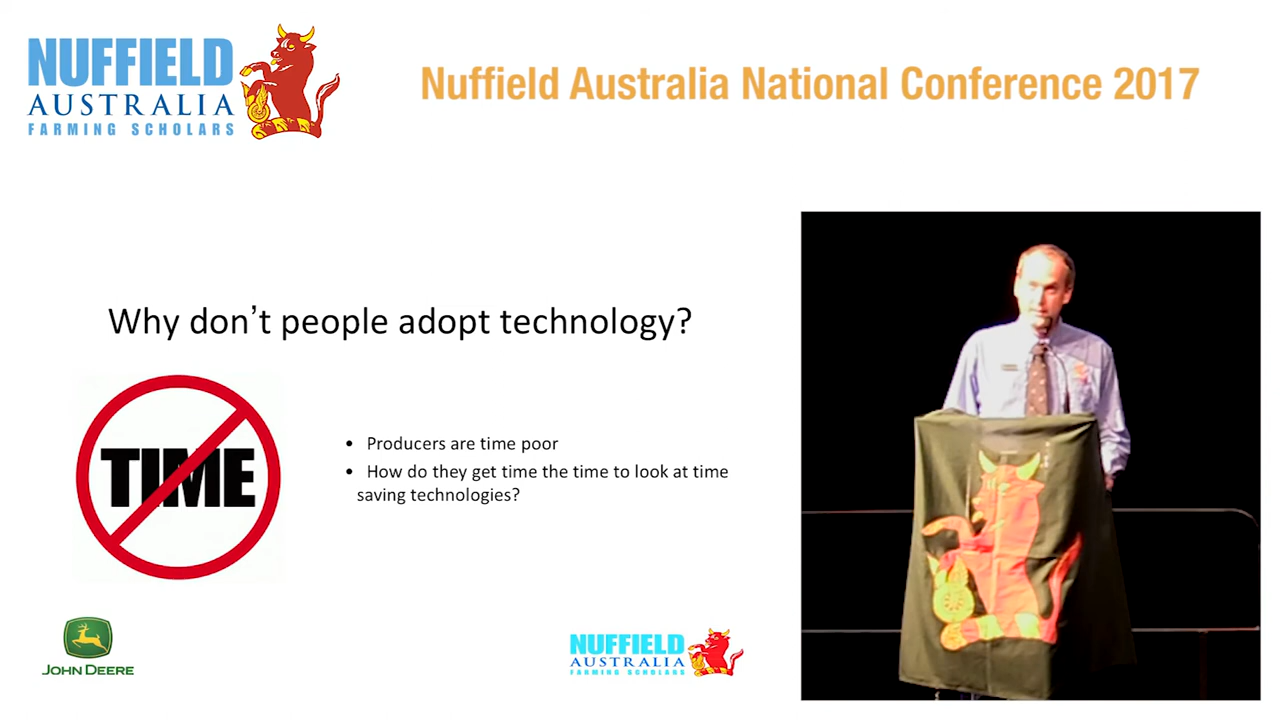 NUFFIELD
AUSTRALIA
FARMING SCHOLARS
Nuffield Australia National Conference 2017
Why don't people adopt technology?
TIME
• Producers are time poor
• How do they get time the time to look at time
saving technologies?
JOHN DEERE
NUFFIELD
AUSTRALIA
FARMING SCHOLARS